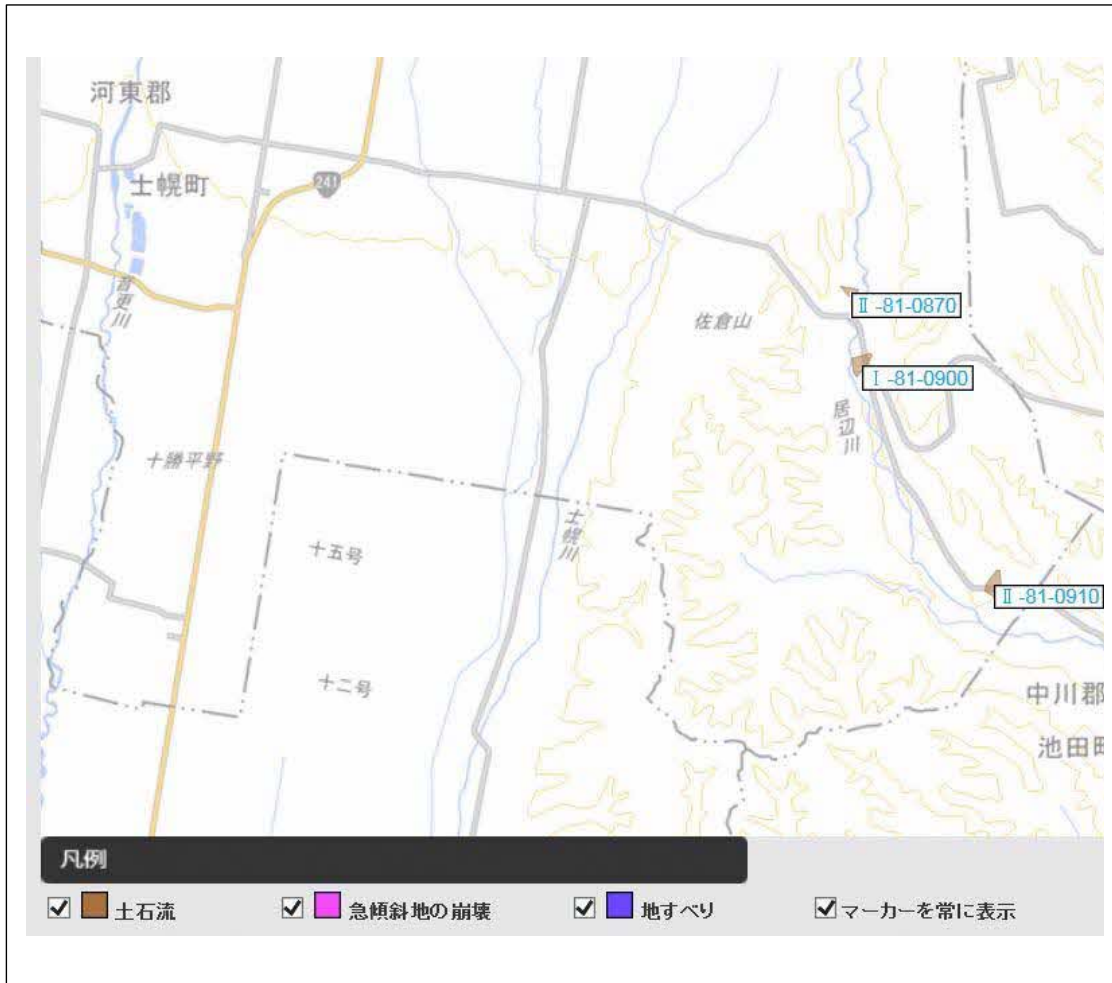 河東郡
士幌町
241
音更川
佐倉山
Ⅱ-81-0870
Ⅰ-81-0900
居辺川
十勝平野
十五号
士幌川
十二号
Ⅱ-81-0910
中川郡
池田町
凡例
土石流
急傾斜地の崩壊
地すべり
マーカーを常に表示